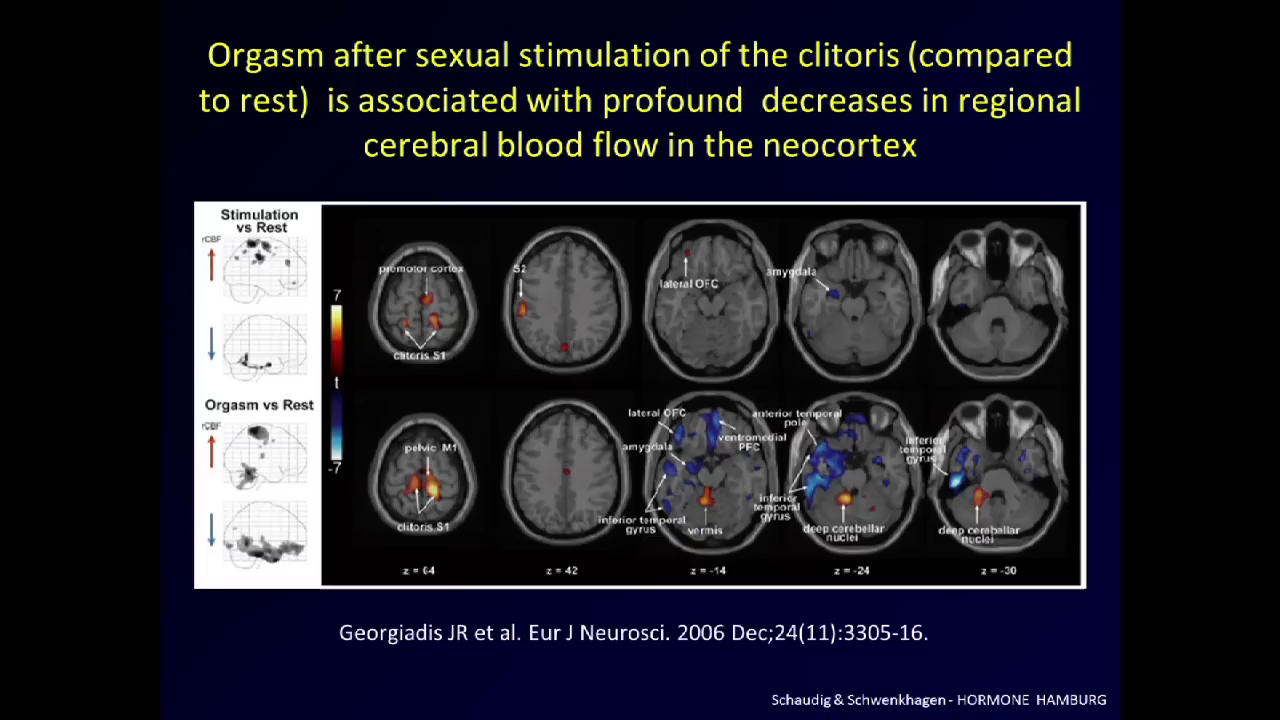 Orgasm after sexual stimulation of the clitoris (compared
to rest) is associated with profound decreases in regional
cerebral blood flow in the neocortex
Stimulation
vs Rest
rCBF
premotor cortex
S2
lateral OFC
amygdala
7
clitoris S1
t
-7
Orgasm vs Rest
rCBF
pelvic M1
clitoris S1
lateral OFC
amygdala
ventromedial
PFC
inferior temporal
gyrus
vermis
anterior temporal
pole
inferior
temporal
gyrus
deep cerebellar
nuclei
inferior
temporal
gyrus
deep cerebellar
nuclei
z = 64
z = 42
z = -14
z = -24
z = -30
Georgiadis JR et al. Eur J Neurosci. 2006 Dec;24(11):3305-16.
Schaudig & Schwenkhagen - HORMONE HAMBURG